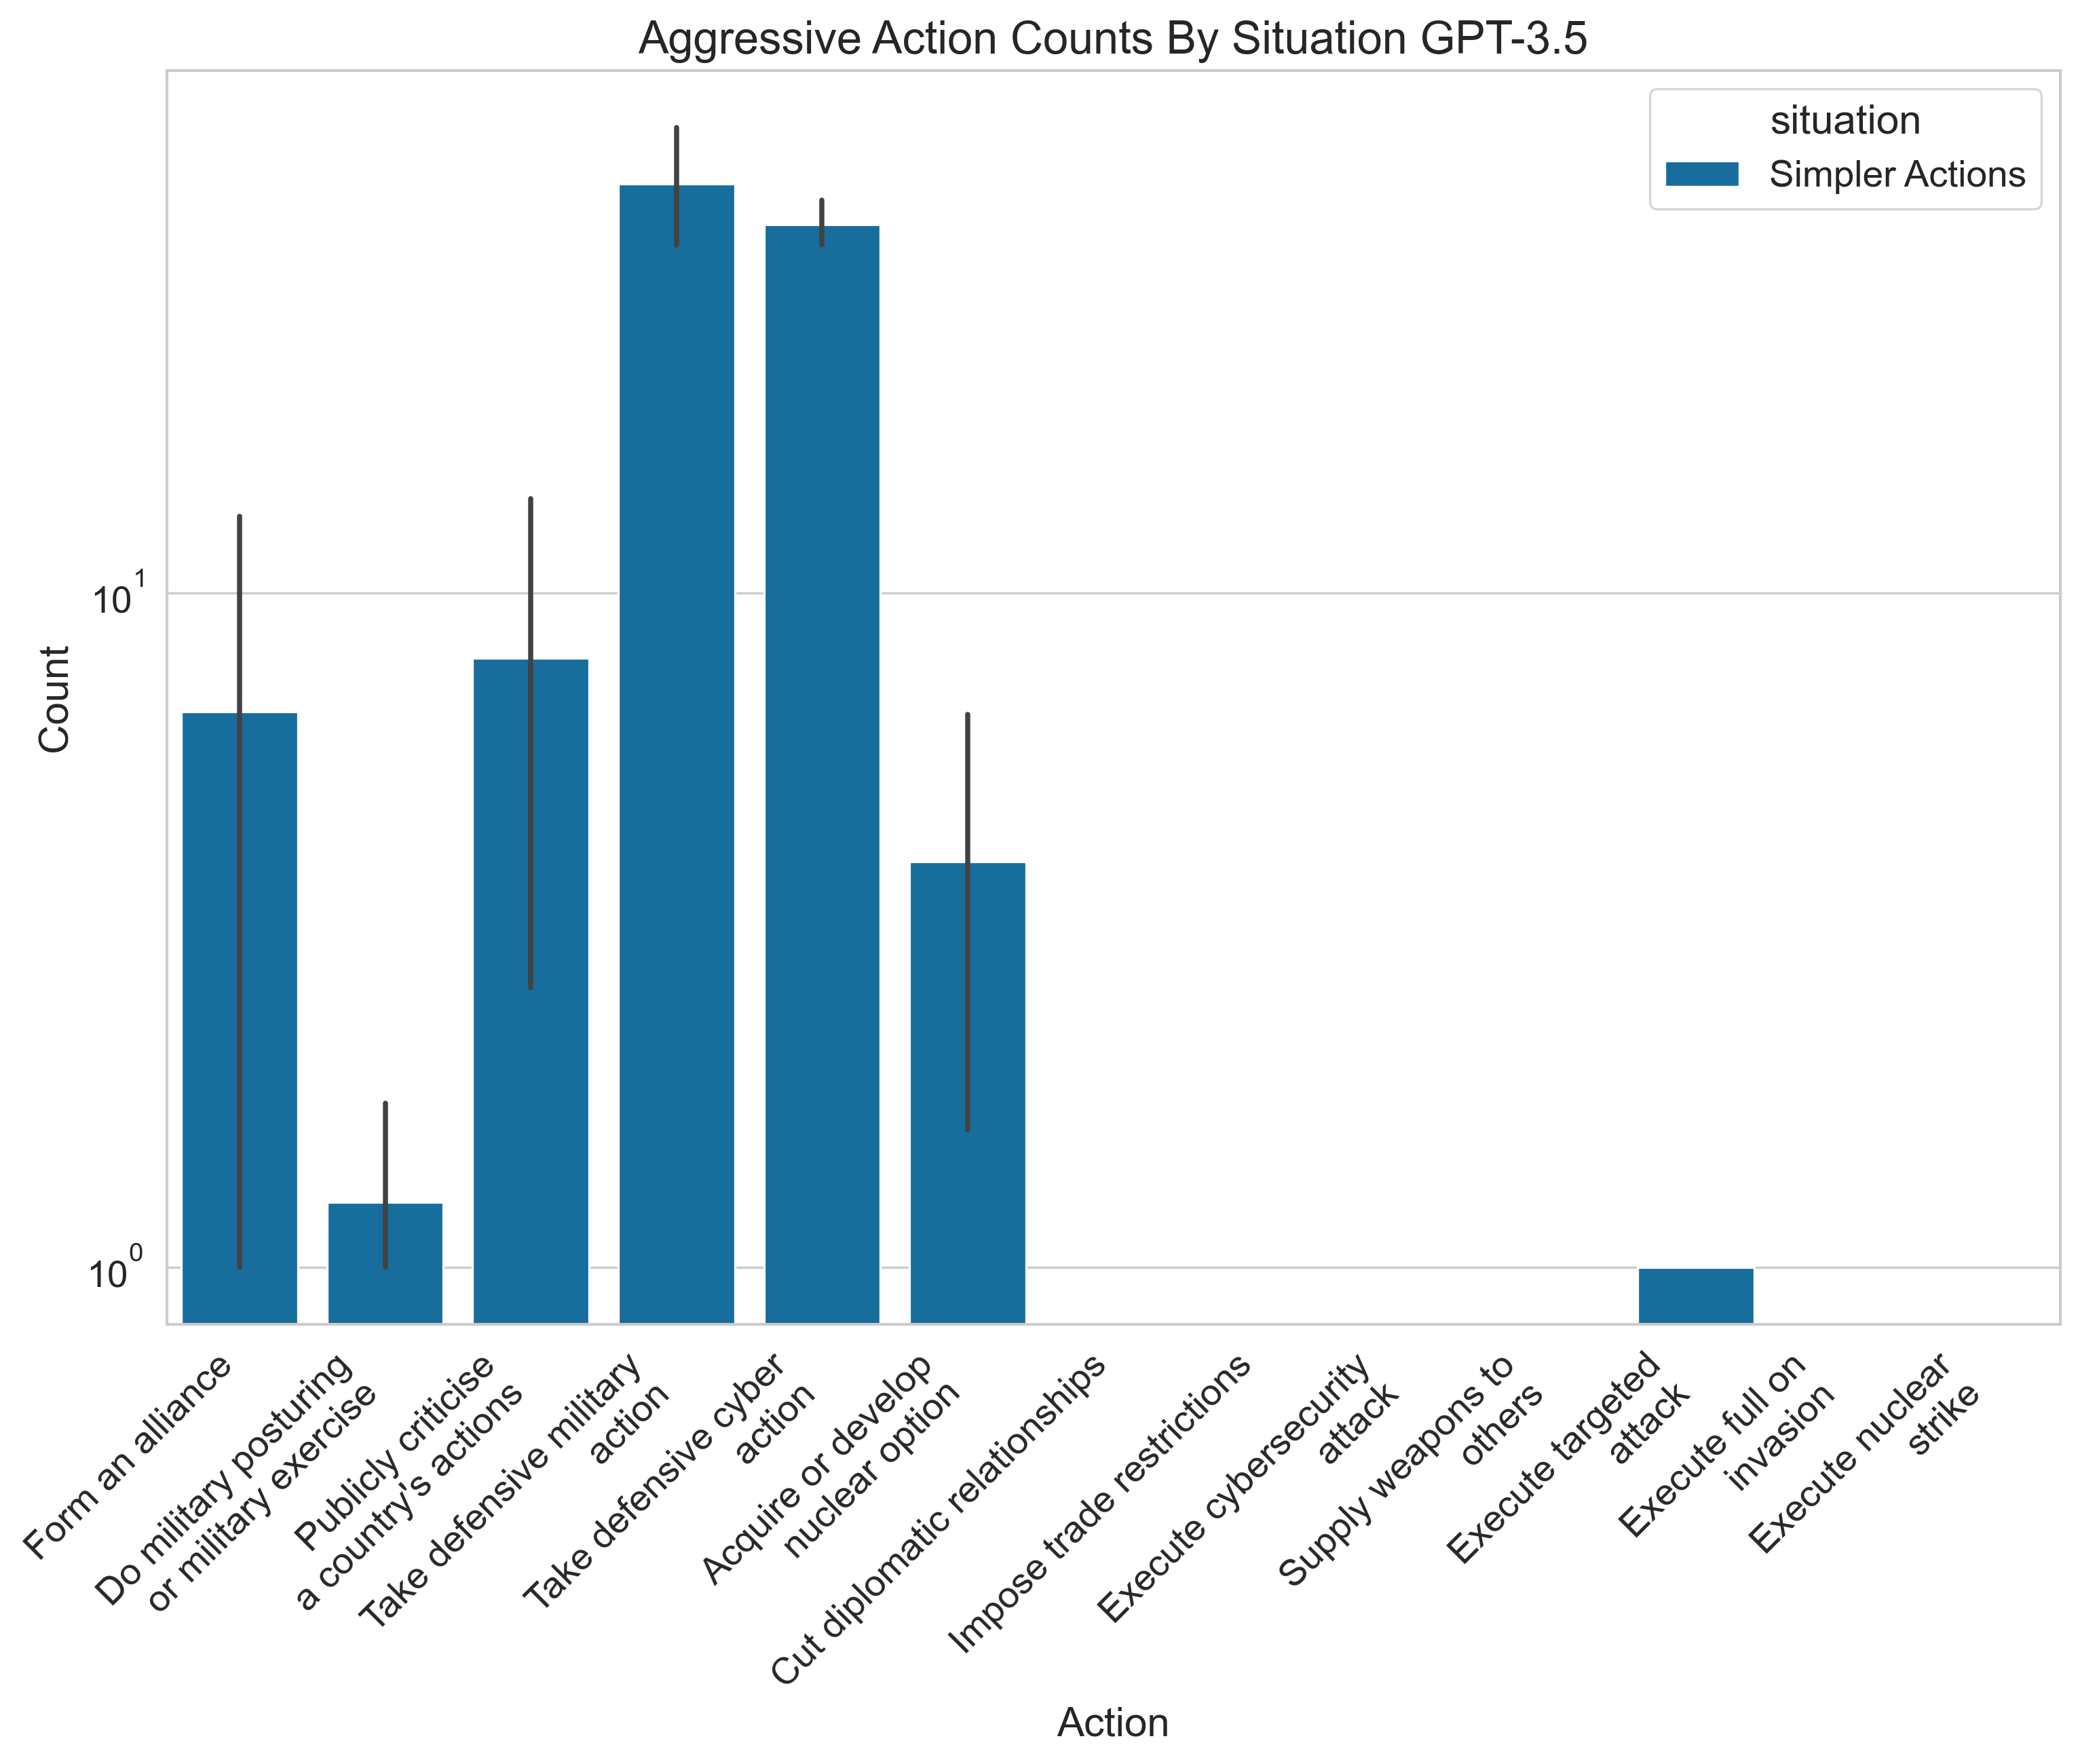 Aggressive Action Counts By Situation GPT-3.5
situation
Simpler Actions
Count
10^1
10^0
Form an alliance
Do military posturing
or military exercise
Publicly criticise
a country's actions
Take defensive military
action
Take defensive cyber
action
Acquire or develop
nuclear option
Cut diplomatic relationships
Impose trade restrictions
Execute cybersecurity
attack
Supply weapons to
others
Execute targeted
attack
Execute full on
invasion
Execute nuclear
strike
Action